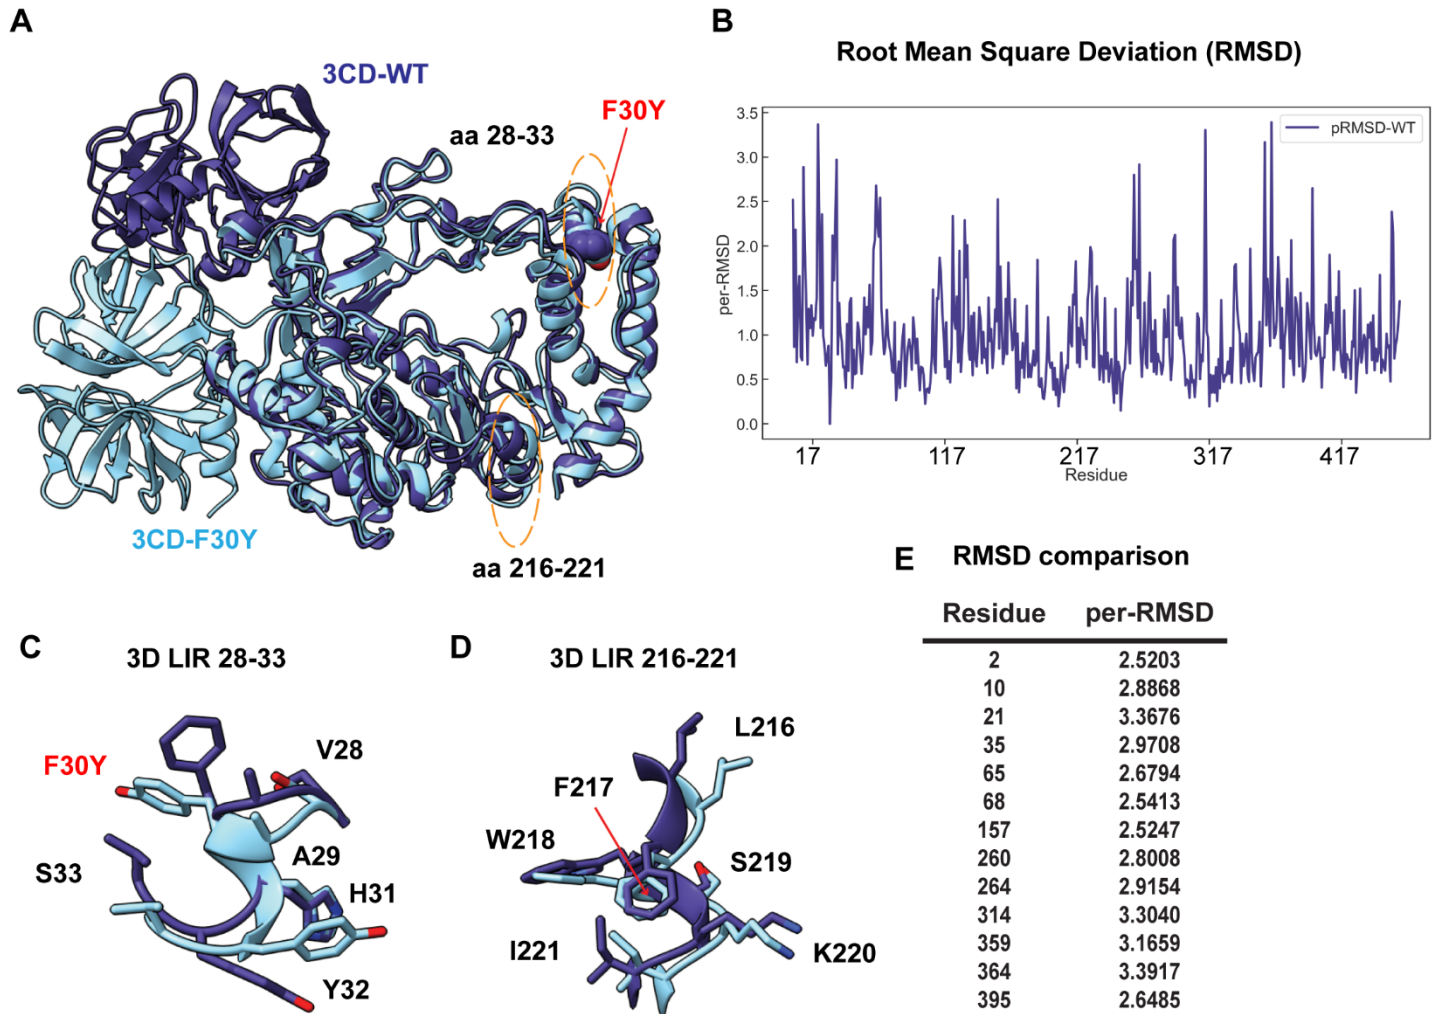 A
3CD-WT
F30Y
aa 28-33
3CD-F30Y
aa 216-221
B
Root Mean Square Deviation (RMSD)
pRMSD-WT
per-RMSD
3.5
3.0
2.5
2.0
1.5
1.0
0.5
0.0
17 117 217 317 417
Residue
C
3D LIR 28-33
F30Y
V28
S33
A29
H31
Y32
D
3D LIR 216-221
L216
F217
W218
S219
I221
K220
E
RMSD comparison
Residue per-RMSD
2 2.5203
10 2.8868
21 3.3676
35 2.9708
65 2.6794
68 2.5413
157 2.5247
260 2.8008
264 2.9154
314 3.3040
359 3.1659
364 3.3917
395 2.6485